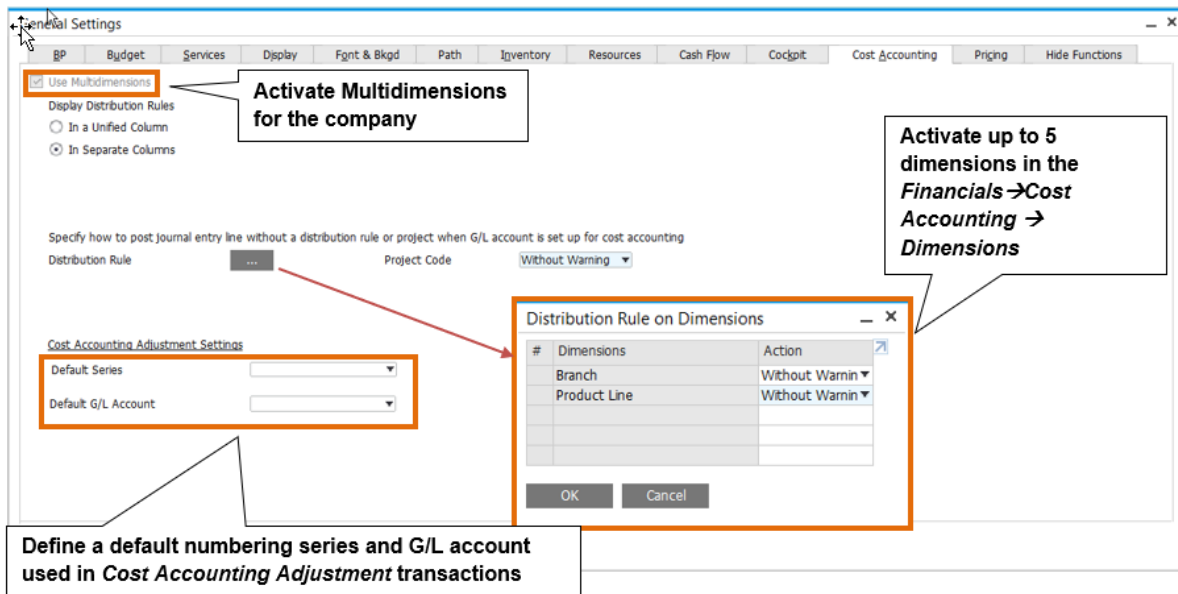 General Settings
BP Budget Services Display Font & Bkgd Path Inventory Resources Cash Flow Cockpit Cost Accounting Pricing Hide Functions
Use Multidimensions
Display Distribution Rules
In a Unified Column
In Separate Columns
Activate Multidimensions
for the company
Activate up to 5
dimensions in the
Financials→Cost
Accounting →
Dimensions
Specify how to post journal entry line without a distribution rule or project when G/L account is set up for cost accounting
Distribution Rule ... Project Code Without Warning
Distribution Rule on Dimensions
# Dimensions Action
Branch Without Warnin
Product Line Without Warnin
OK Cancel
Cost Accounting Adjustment Settings
Default Series
Default G/L Account
Define a default numbering series and G/L account
used in Cost Accounting Adjustment transactions